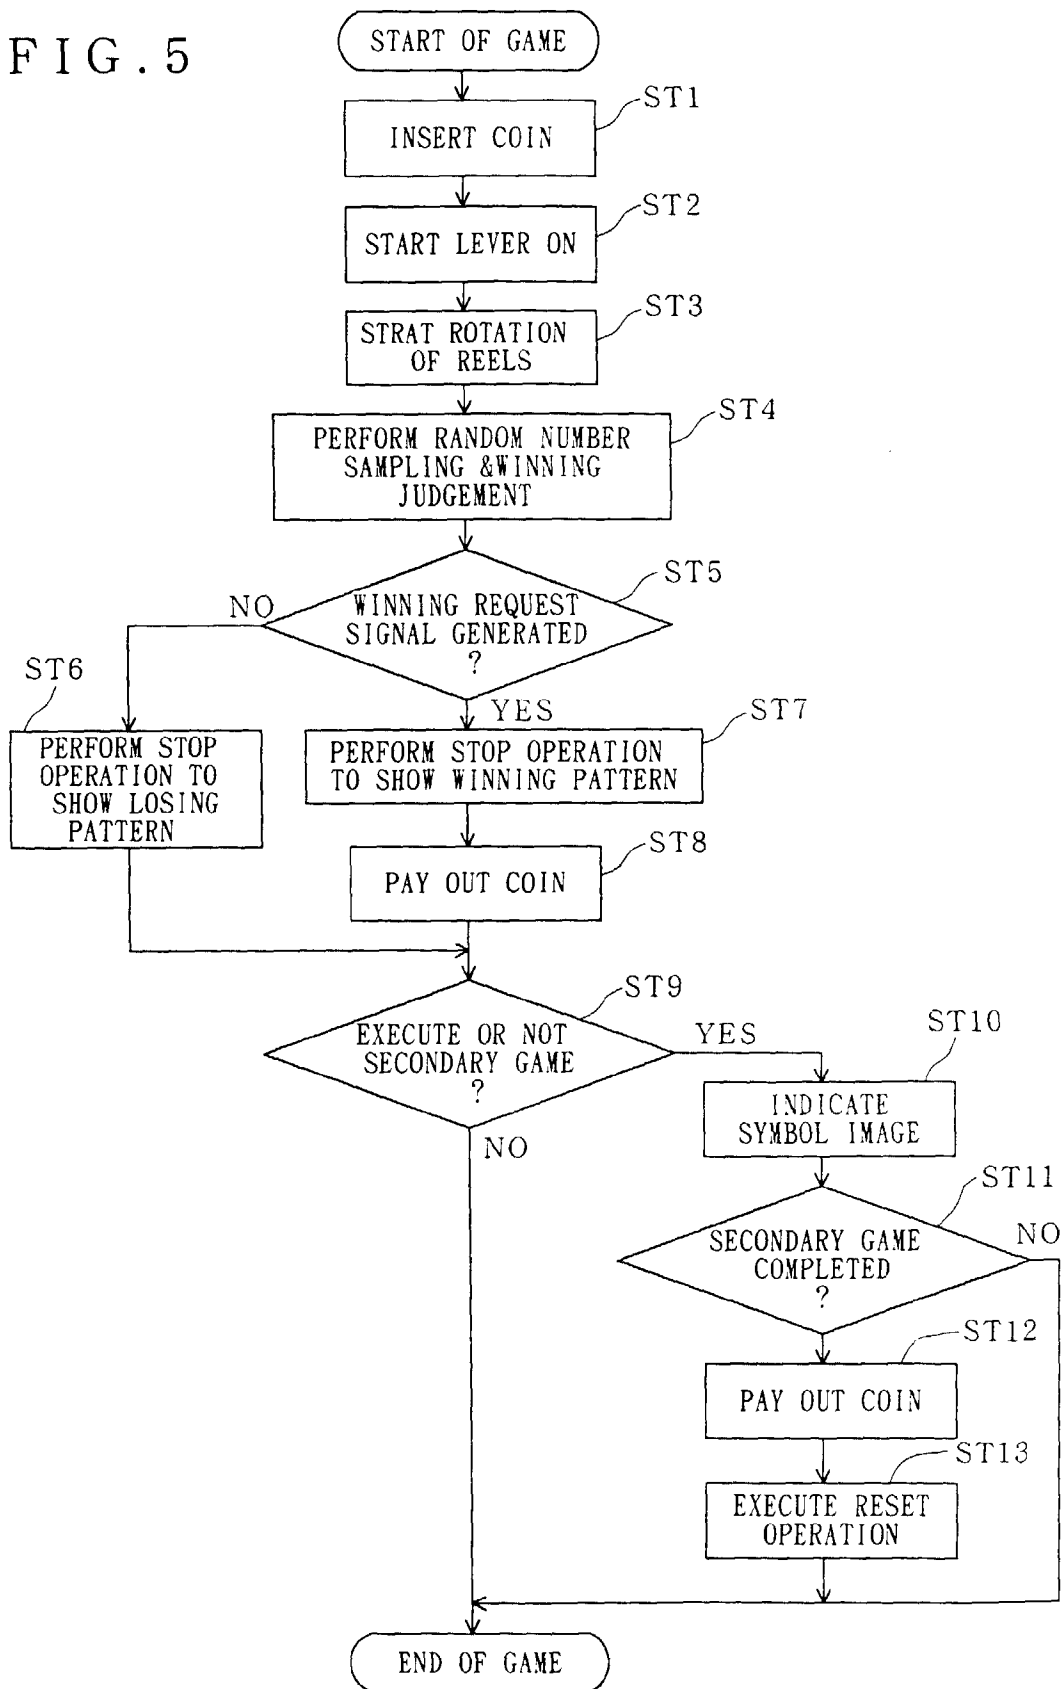 FIG.5
START OF GAME
ST1
INSERT COIN
ST2
START LEVER ON
ST3
STRAT ROTATION
OF REELS
ST4
PERFORM RANDOM NUMBER
SAMPLING &WINNING
JUDGEMENT
ST5
WINNING REQUEST
SIGNAL GENERATED
?
NO
YES
ST6
PERFORM STOP
OPERATION TO
SHOW LOSING
PATTERN
ST7
PERFORM STOP OPERATION
TO SHOW WINNING PATTERN
ST8
PAY OUT COIN
ST9
EXECUTE OR NOT
SECONDARY GAME
?
YES
NO
ST10
INDICATE
SYMBOL IMAGE
ST11
SECONDARY GAME
COMPLETED
?
NO
ST12
PAY OUT COIN
ST13
EXECUTE RESET
OPERATION
END OF GAME